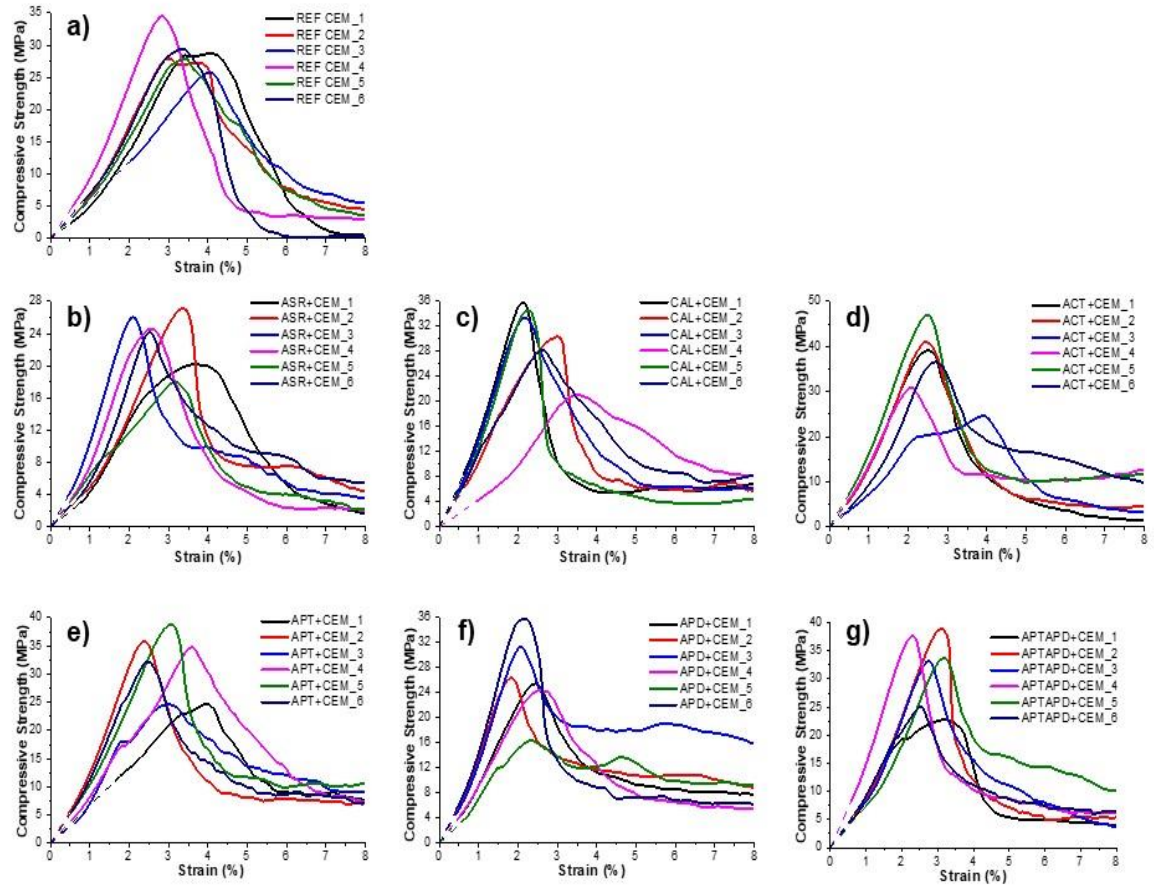 a)
Compressive Strength (MPa)
35
30
25
20
15
10
5
0
REF CEM_1
REF CEM_2
REF CEM_3
REF CEM_4
REF CEM_5
REF CEM_6
0 1 2 3 4 5 6 7 8
Strain (%)
b)
Compressive Strength (MPa)
28
24
20
16
12
8
4
0
ASR+CEM_1
ASR+CEM_2
ASR+CEM_3
ASR+CEM_4
ASR+CEM_5
ASR+CEM_6
0 1 2 3 4 5 6 7 8
Strain (%)
c)
Compressive Strength (MPa)
36
32
28
24
20
16
12
8
4
0
CAL+CEM_1
CAL+CEM_2
CAL+CEM_3
CAL+CEM_4
CAL+CEM_5
CAL+CEM_6
0 1 2 3 4 5 6 7 8
Strain (%)
d)
Compressive Strength (MPa)
50
40
30
20
10
0
ACT+CEM_1
ACT+CEM_2
ACT+CEM_3
ACT+CEM_4
ACT+CEM_5
ACT+CEM_6
0 1 2 3 4 5 6 7 8
Strain (%)
e)
Compressive Strength (MPa)
40
35
30
25
20
15
10
5
0
APT+CEM_1
APT+CEM_2
APT+CEM_3
APT+CEM_4
APT+CEM_5
APT+CEM_6
0 1 2 3 4 5 6 7 8
Strain (%)
f)
Compressive Strength (MPa)
36
32
28
24
20
16
12
8
4
0
APD+CEM_1
APD+CEM_2
APD+CEM_3
APD+CEM_4
APD+CEM_5
APD+CEM_6
0 1 2 3 4 5 6 7 8
Strain (%)
g)
Compressive Strength (MPa)
40
35
30
25
20
15
10
5
0
APTAPD+CEM_1
APTAPD+CEM_2
APTAPD+CEM_3
APTAPD+CEM_4
APTAPD+CEM_5
APTAPD+CEM_6
0 1 2 3 4 5 6 7 8
Strain (%)